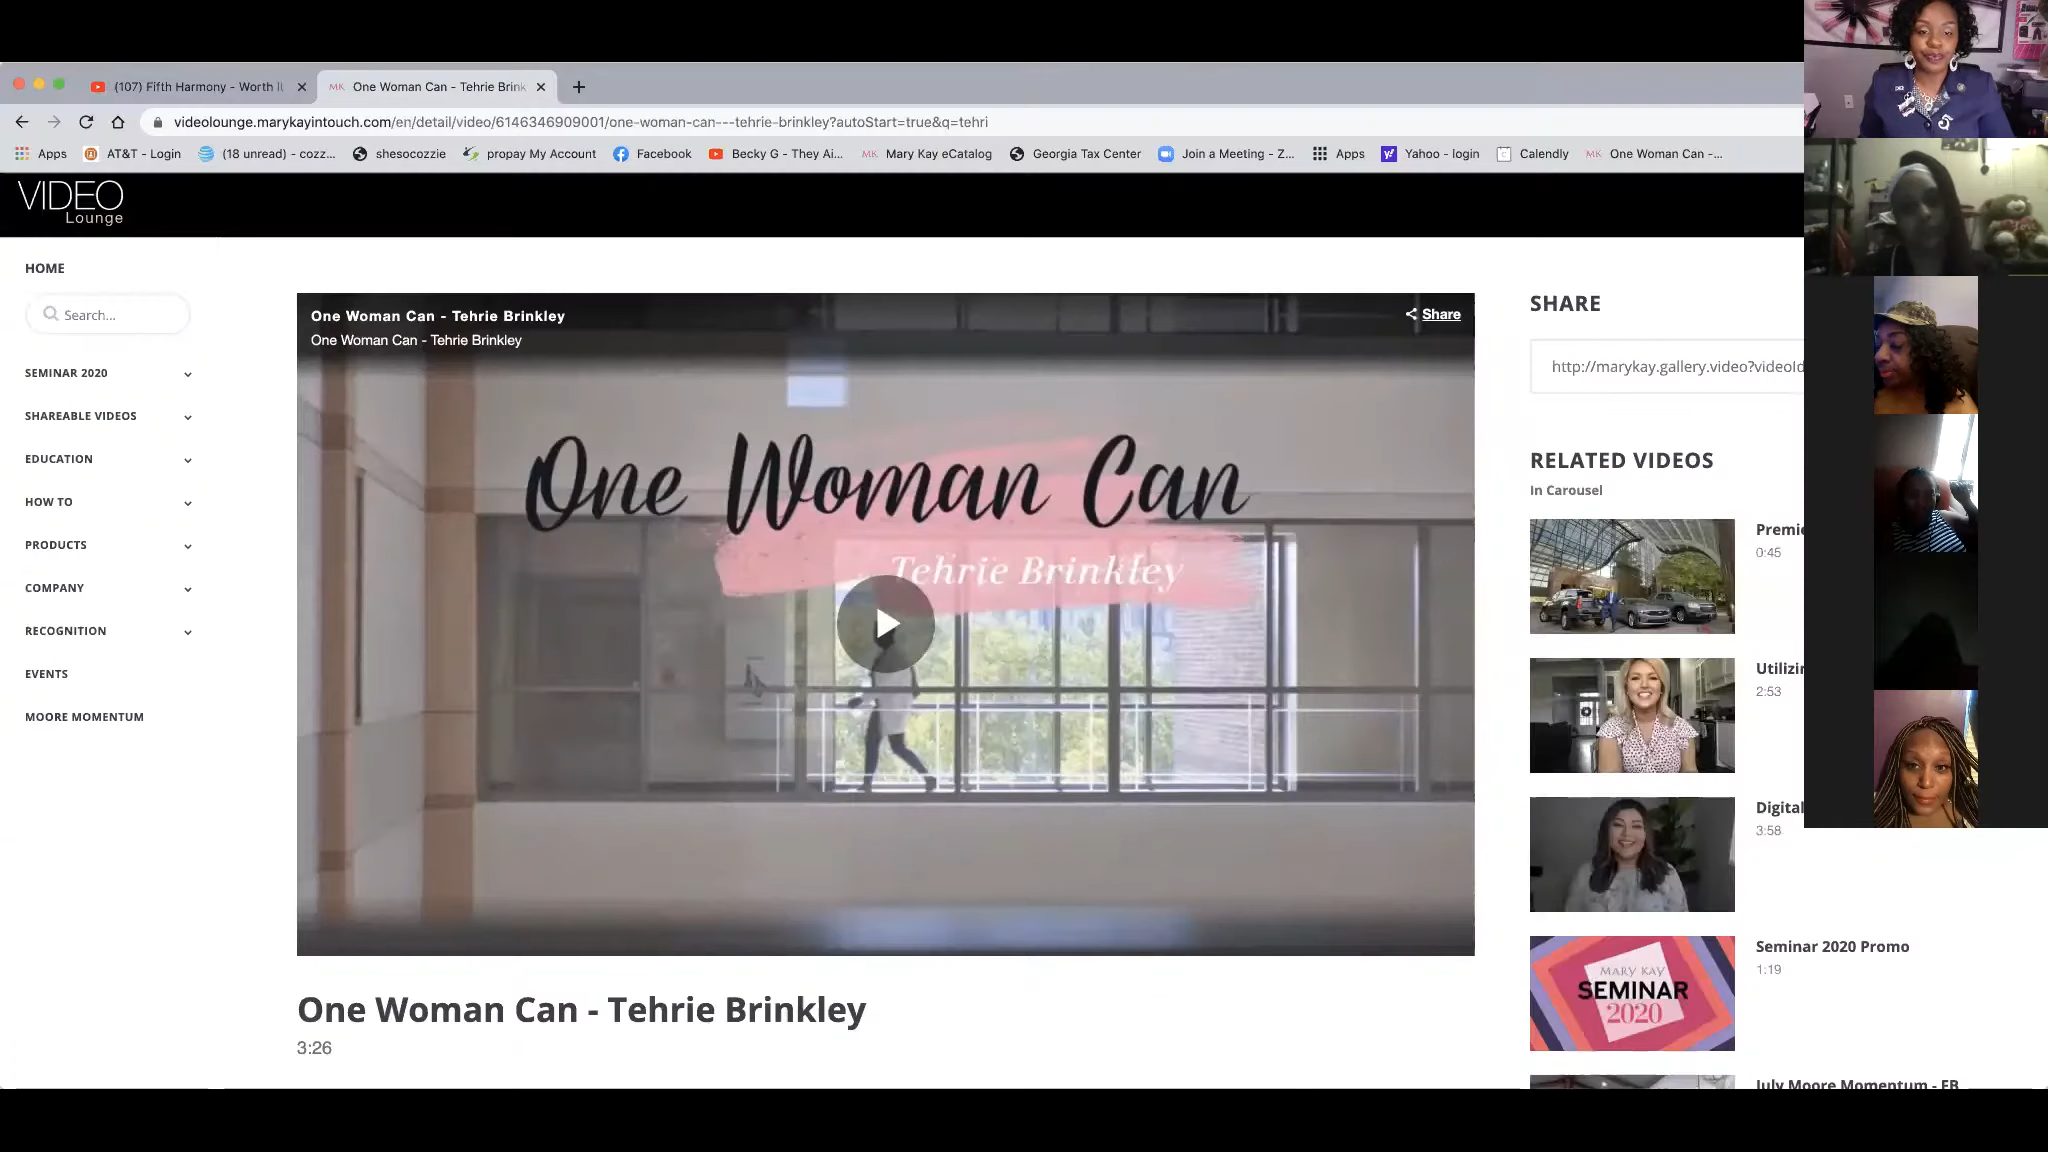 (107) Fifth Harmony - Worth It
One Woman Can - Tehrie Brink
videolounge.marykayintouch.com/en/detail/video/6146346909001/one-woman-can---tehrie-brinkley?autoStart=true&q=tehri
Apps AT&T - Login (18 unread) - cozz... shesocozzie propay My Account Facebook Becky G - They Ai... Mary Kay eCatalog Georgia Tax Center Join a Meeting - Z... Apps Yahoo - login Calendly One Woman Can -...
VIDEO
Lounge
HOME
Search...
SEMINAR 2020
SHAREABLE VIDEOS
EDUCATION
HOW TO
PRODUCTS
COMPANY
RECOGNITION
EVENTS
MOORE MOMENTUM
One Woman Can - Tehrie Brinkley
One Woman Can - Tehrie Brinkley
Share
One Woman Can
Tehrie Brinkley
One Woman Can - Tehrie Brinkley
3:26
SHARE
http://marykay.gallery.video?videoId
RELATED VIDEOS
In Carousel
Premie
0:45
Utilizin
2:53
Digital
3:58
MARY KAY
SEMINAR
2020
Seminar 2020 Promo
1:19
July Moore Momentum - EB